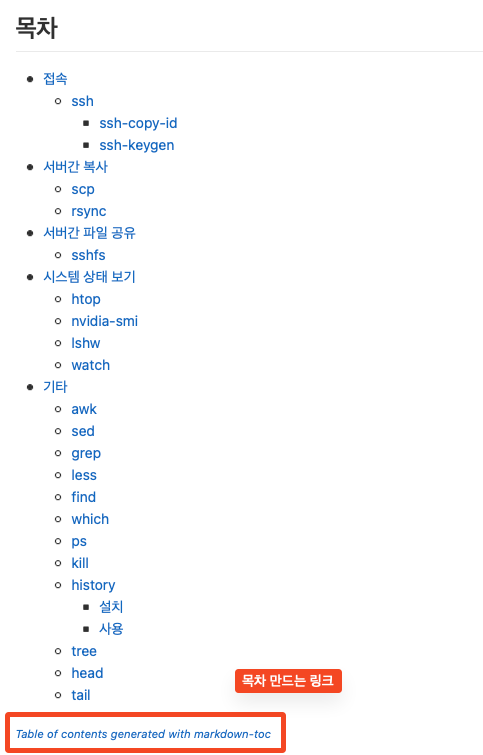 목차
접속
ssh
ssh-copy-id
ssh-keygen
서버간 복사
scp
rsync
서버간 파일 공유
sshfs
시스템 상태 보기
htop
nvidia-smi
lshw
watch
기타
awk
sed
grep
less
find
which
ps
kill
history
설치
사용
tree
head
tail
목차 만드는 링크
Table of contents generated with markdown-toc